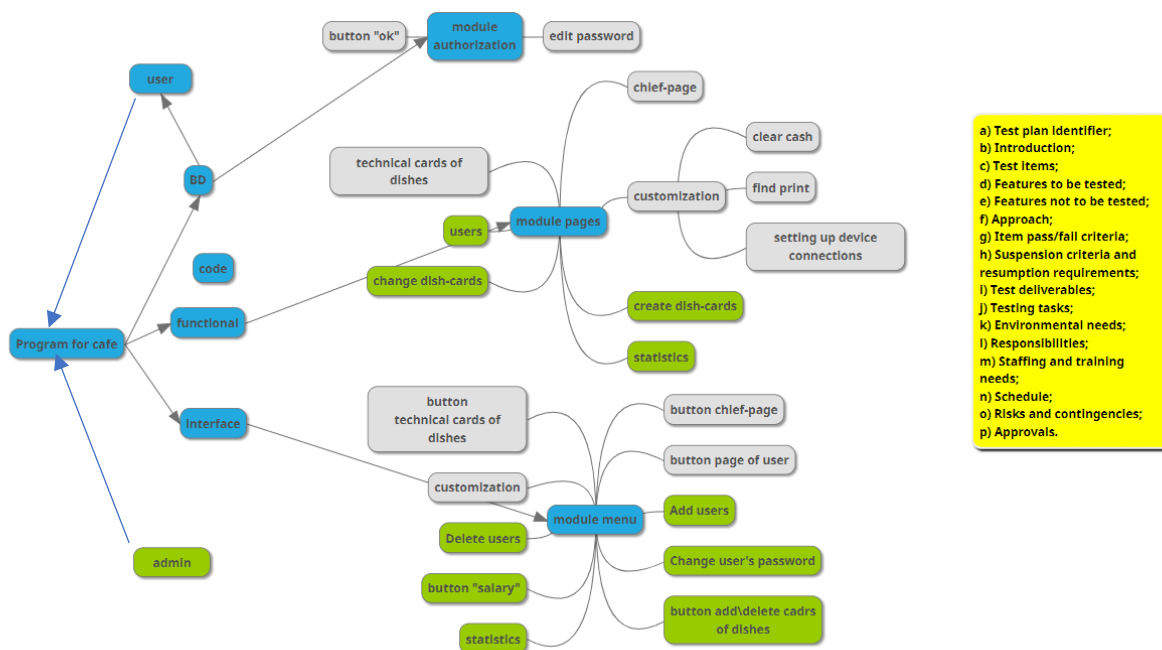 button "ok"
module
authorization
edit password
user
chief-page
clear cash
technical cards of
dishes
BD
customization
find print
users
module pages
setting up device
connections
code
change dish-cards
create dish-cards
functional
Program for cafe
statistics
button
technical cards of
dishes
button chief-page
interface
button page of user
customization
Add users
module menu
Delete users
admin
Change user's password
button "salary"
button add\delete cadrs
of dishes
statistics
a) Test plan identifier;
b) Introduction;
c) Test items;
d) Features to be tested;
e) Features not to be tested;
f) Approach;
g) Item pass/fail criteria;
h) Suspension criteria and
resumption requirements;
i) Test deliverables;
j) Testing tasks;
k) Environmental needs;
l) Responsibilities;
m) Staffing and training
needs;
n) Schedule;
o) Risks and contingencies;
p) Approvals.